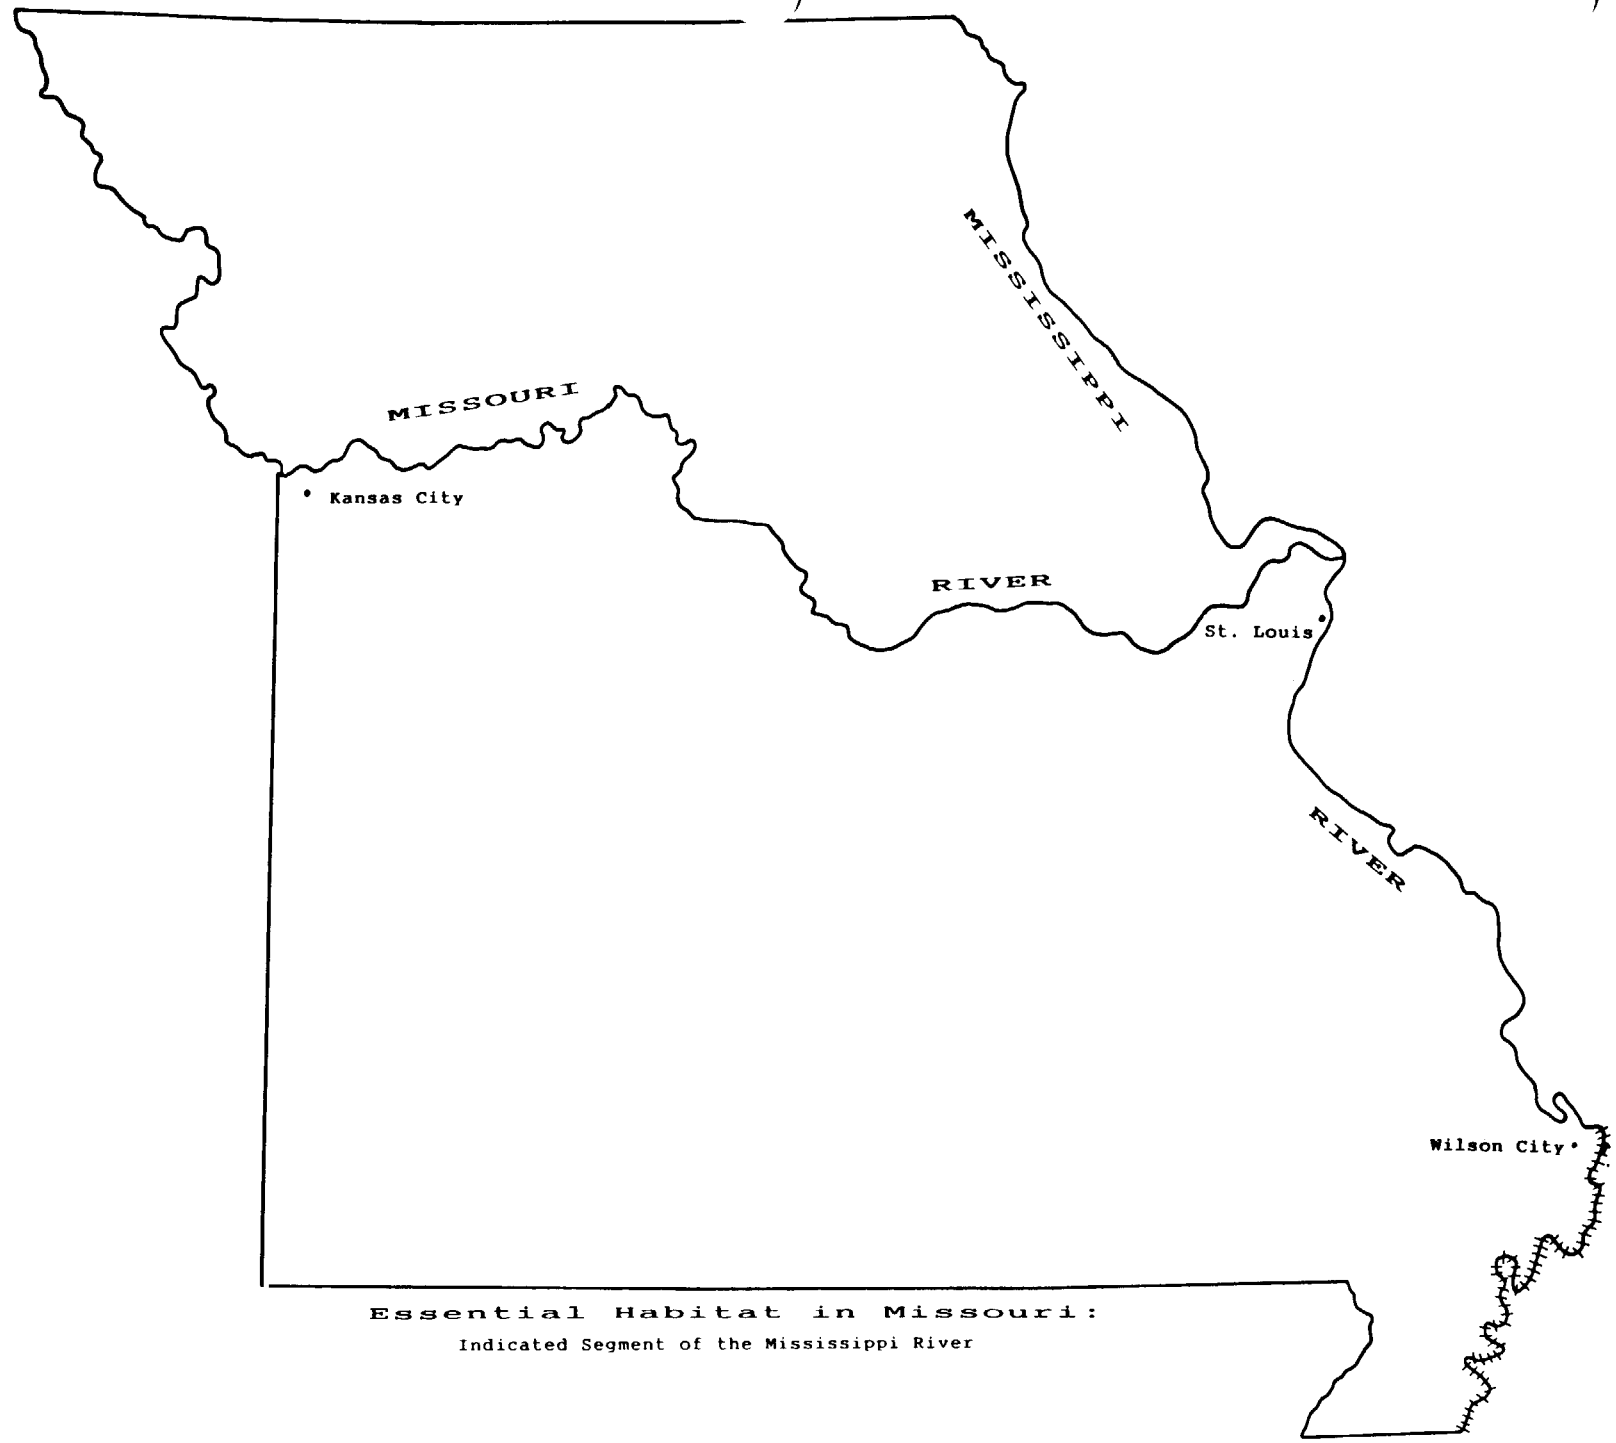 MISSISSIPPI
MISSOURI
Kansas City
RIVER
St. Louis
RIVER
Wilson City
Essential Habitat in Missouri:
Indicated Segment of the Mississippi River